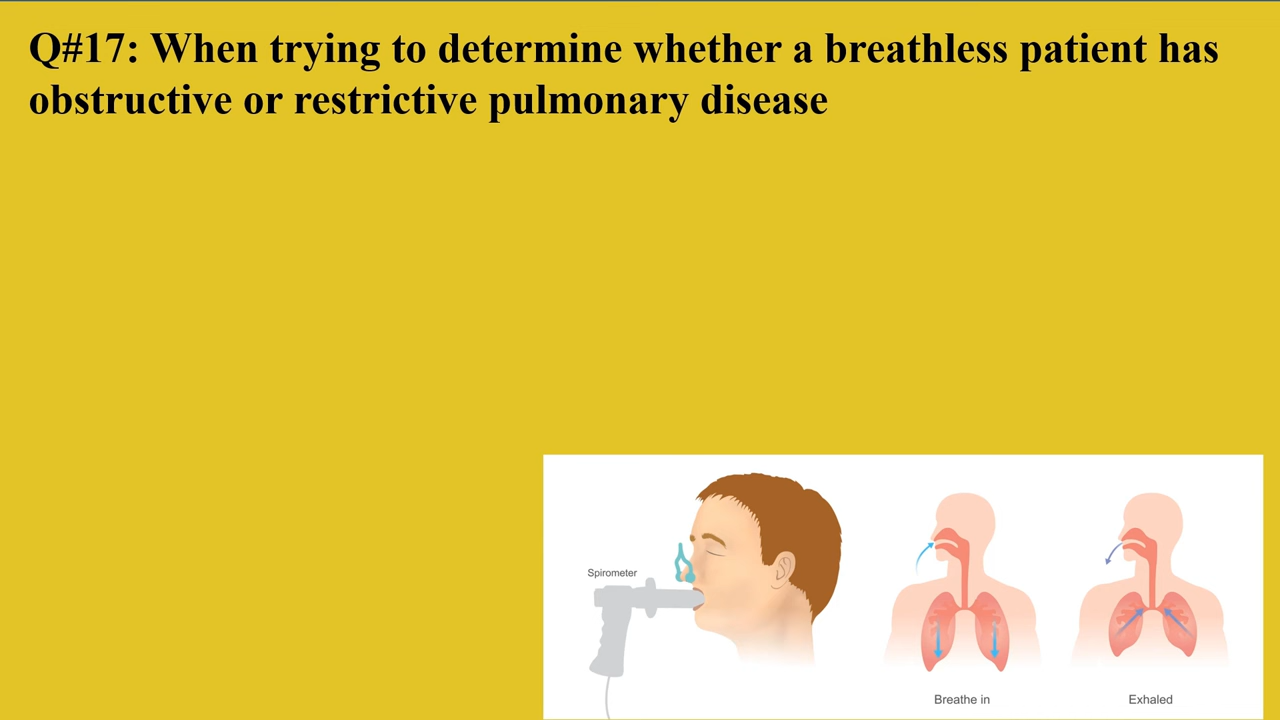 Q#17: When trying to determine whether a breathless patient has
obstructive or restrictive pulmonary disease
Spirometer
Breathe in
Exhaled